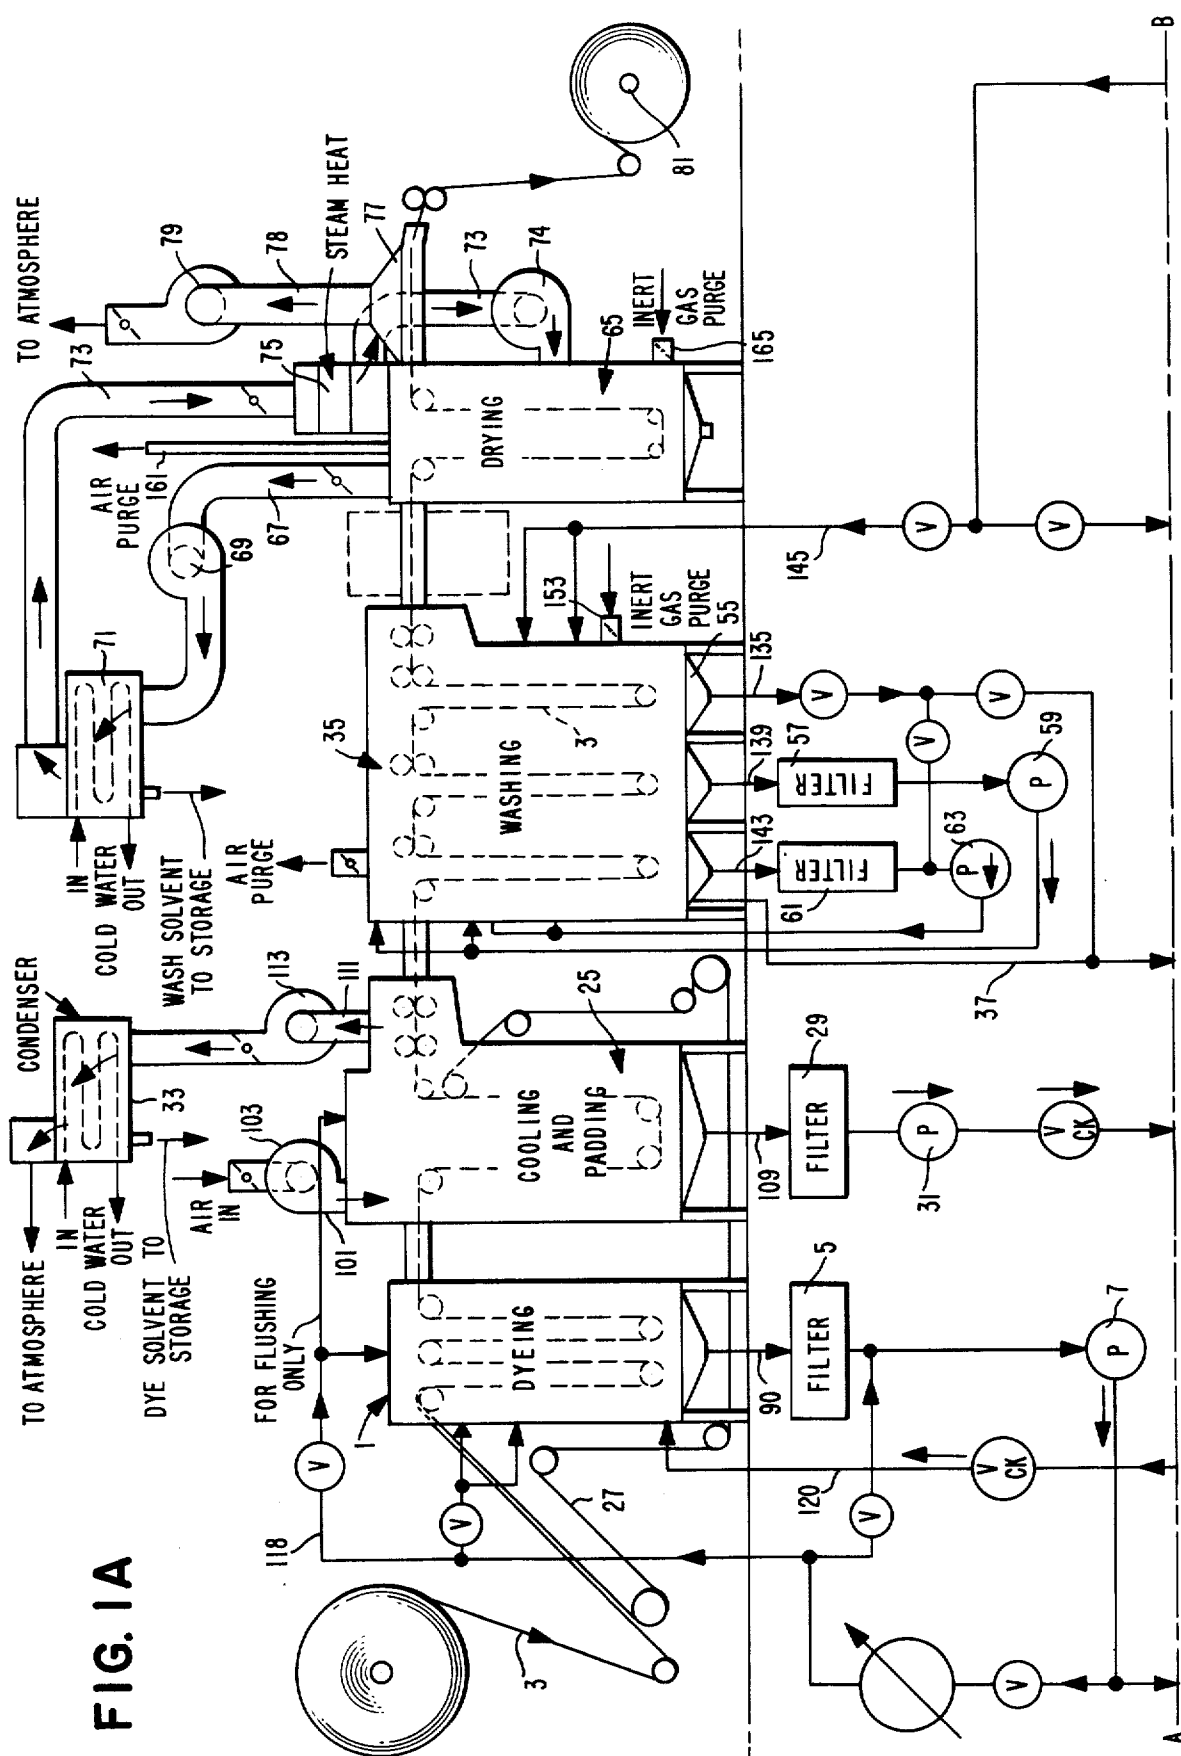 FIG. 1A
TO ATMOSPHERE
IN
COLD WATER
OUT
DYE SOLVENT TO
STORAGE
CONDENSER
33
113
111
AIR
IN
103
101
FOR FLUSHING
ONLY
118
V
V
1
3
27
DYEING
COOLING
AND
PADDING
25
IN
COLD WATER
OUT
WASH SOLVENT
TO STORAGE
71
69
67
AIR
PURGE
161
73
TO ATMOSPHERE
79
78
75
STEAM HEAT
77
73
74
AIR
PURGE
35
WASHING
3
153
INERT
GAS
PURGE
55
DRYING
65
INERT
GAS
PURGE
165
81
90
FILTER
5
P
7
V
CK
120
V
V
109
FILTER
29
P
31
V
CK
37
143
FILTER
61
P
63
139
FILTER
57
P
59
135
V
V
V
145
V
V
A
B